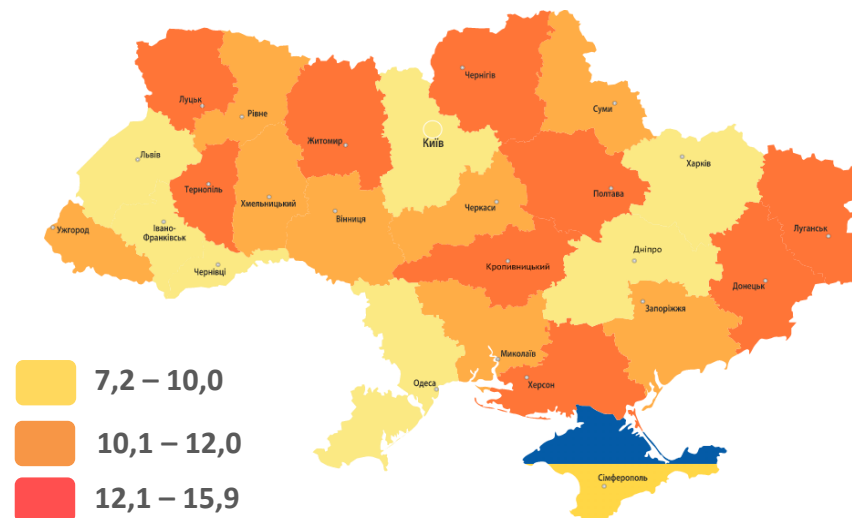 Чернігів
Луцьк
Рівне
Суми
Київ
Житомир
Львів
Харків
Тернопіль
Полтава
Хмельницький
Черкаси
Вінниця
Ужгород
Івано-
Франківськ
Луганськ
Чернівці
Дніпро
Кропивницький
Донецьк
Запоріжжя
Миколаїв
Одеса
Херсон
Сімферополь
7,2 – 10,0
10,1 – 12,0
12,1 – 15,9